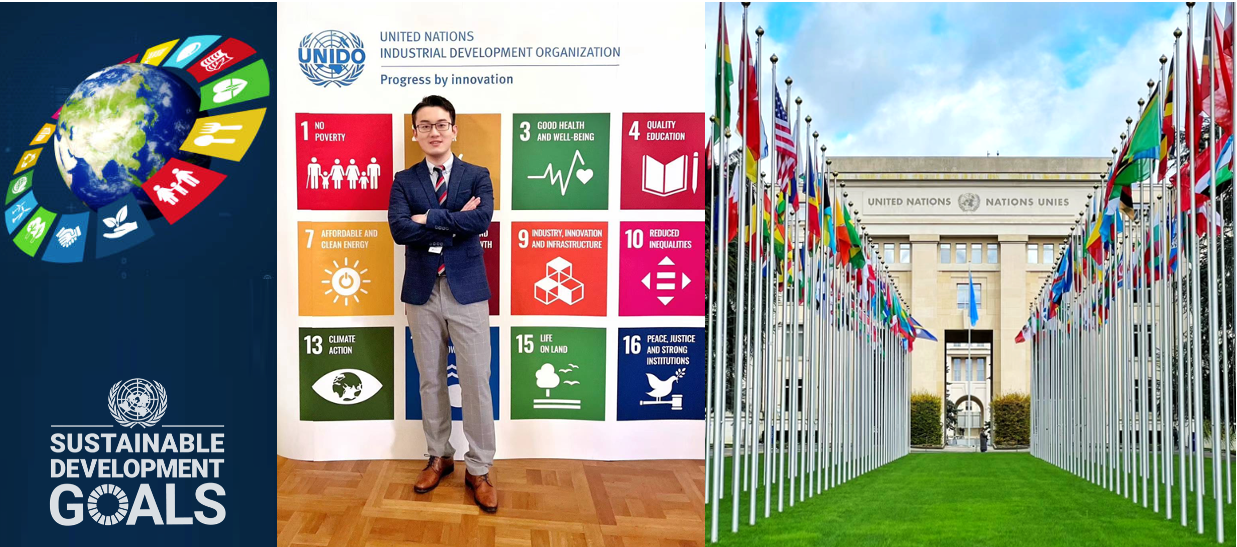 SUSTAINABLE
DEVELOPMENT
GOALS
UNIDO
UNITED NATIONS
INDUSTRIAL DEVELOPMENT ORGANIZATION
Progress by innovation
1 NO
POVERTY
3 GOOD HEALTH
AND WELL-BEING
4 QUALITY
EDUCATION
7 AFFORDABLE AND
CLEAN ENERGY
9 INDUSTRY, INNOVATION
AND INFRASTRUCTURE
10 REDUCED
INEQUALITIES
13 CLIMATE
ACTION
15 LIFE
ON LAND
16 PEACE, JUSTICE
AND STRONG
INSTITUTIONS
UNITED NATIONS NATIONS UNIES